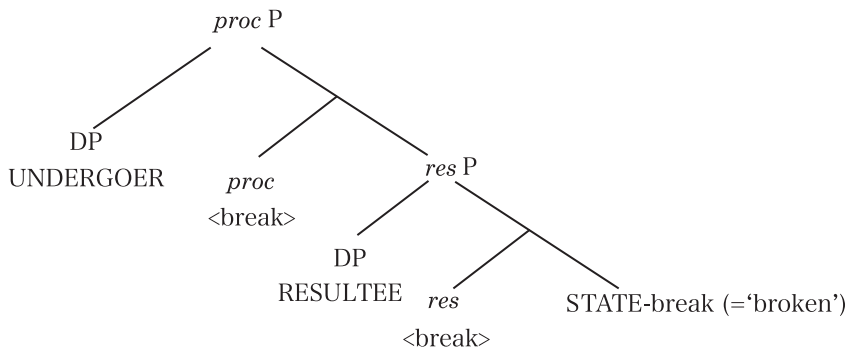 proc P
DP
UNDERGOER
proc
<break>
res P
DP
RESULTEE
res
<break>
STATE-break (=‘broken’)